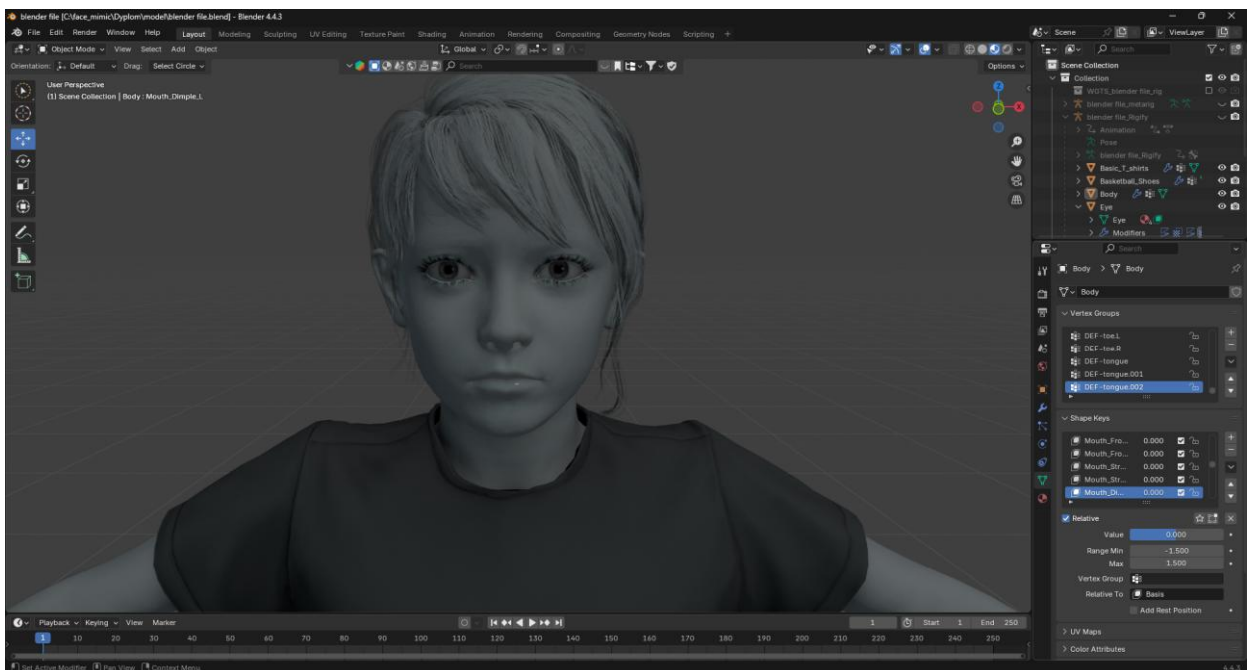 blender file [C:\face_mimic\Dyplom\model\blender file.blend] - Blender 4.4.3
File Edit Render Window Help Layout Modeling Sculpting UV Editing Texture Paint Shading Animation Rendering Compositing Geometry Nodes Scripting + Scene ViewLayer
Object Mode View Select Add Object Global Search
Orientation: Default Drag: Select Circle Search Options
User Perspective
(1) Scene Collection | Body : Mouth_Dimple_L
Scene Collection
Collection
WOTS_blender file_rig
blender file_metarig
blender file_Rigify
Animation
Pose
blender file_Rigify
Basic_T_shirts
Basketball_Shoes
Body
Eye
Eye
Modifiers
Search
Body > Body
Body
Vertex Groups
DEF-toe.L
DEF-toe.R
DEF-tongue
DEF-tongue.001
DEF-tongue.002
Shape Keys
Mouth_Fro... 0.000
Mouth_Fro... 0.000
Mouth_Str... 0.000
Mouth_Str... 0.000
Mouth_Di... 0.000
Relative
Value 0.000
Range Min -1.500
Max 1.500
Vertex Group
Relative To Basis
Add Rest Position
UV Maps
Color Attributes
Playback Keying View Marker 1 Start 1 End 250
1 10 20 30 40 50 60 70 80 90 100 110 120 130 140 150 160 170 180 190 200 210 220 230 240 250
Set Active Modifier Pan View Context Menu 4.4.3